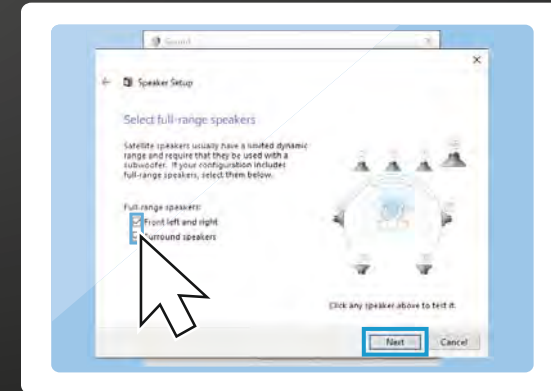 Sound
Speaker Setup
Select full-range speakers
Satellite speakers usually have a limited dynamic
range and require that they be used with a
subwoofer. If your configuration includes
full-range speakers, select them below.
Full-range speakers:
Front left and right
Surround speakers
Click any speaker above to test it.
Next
Cancel